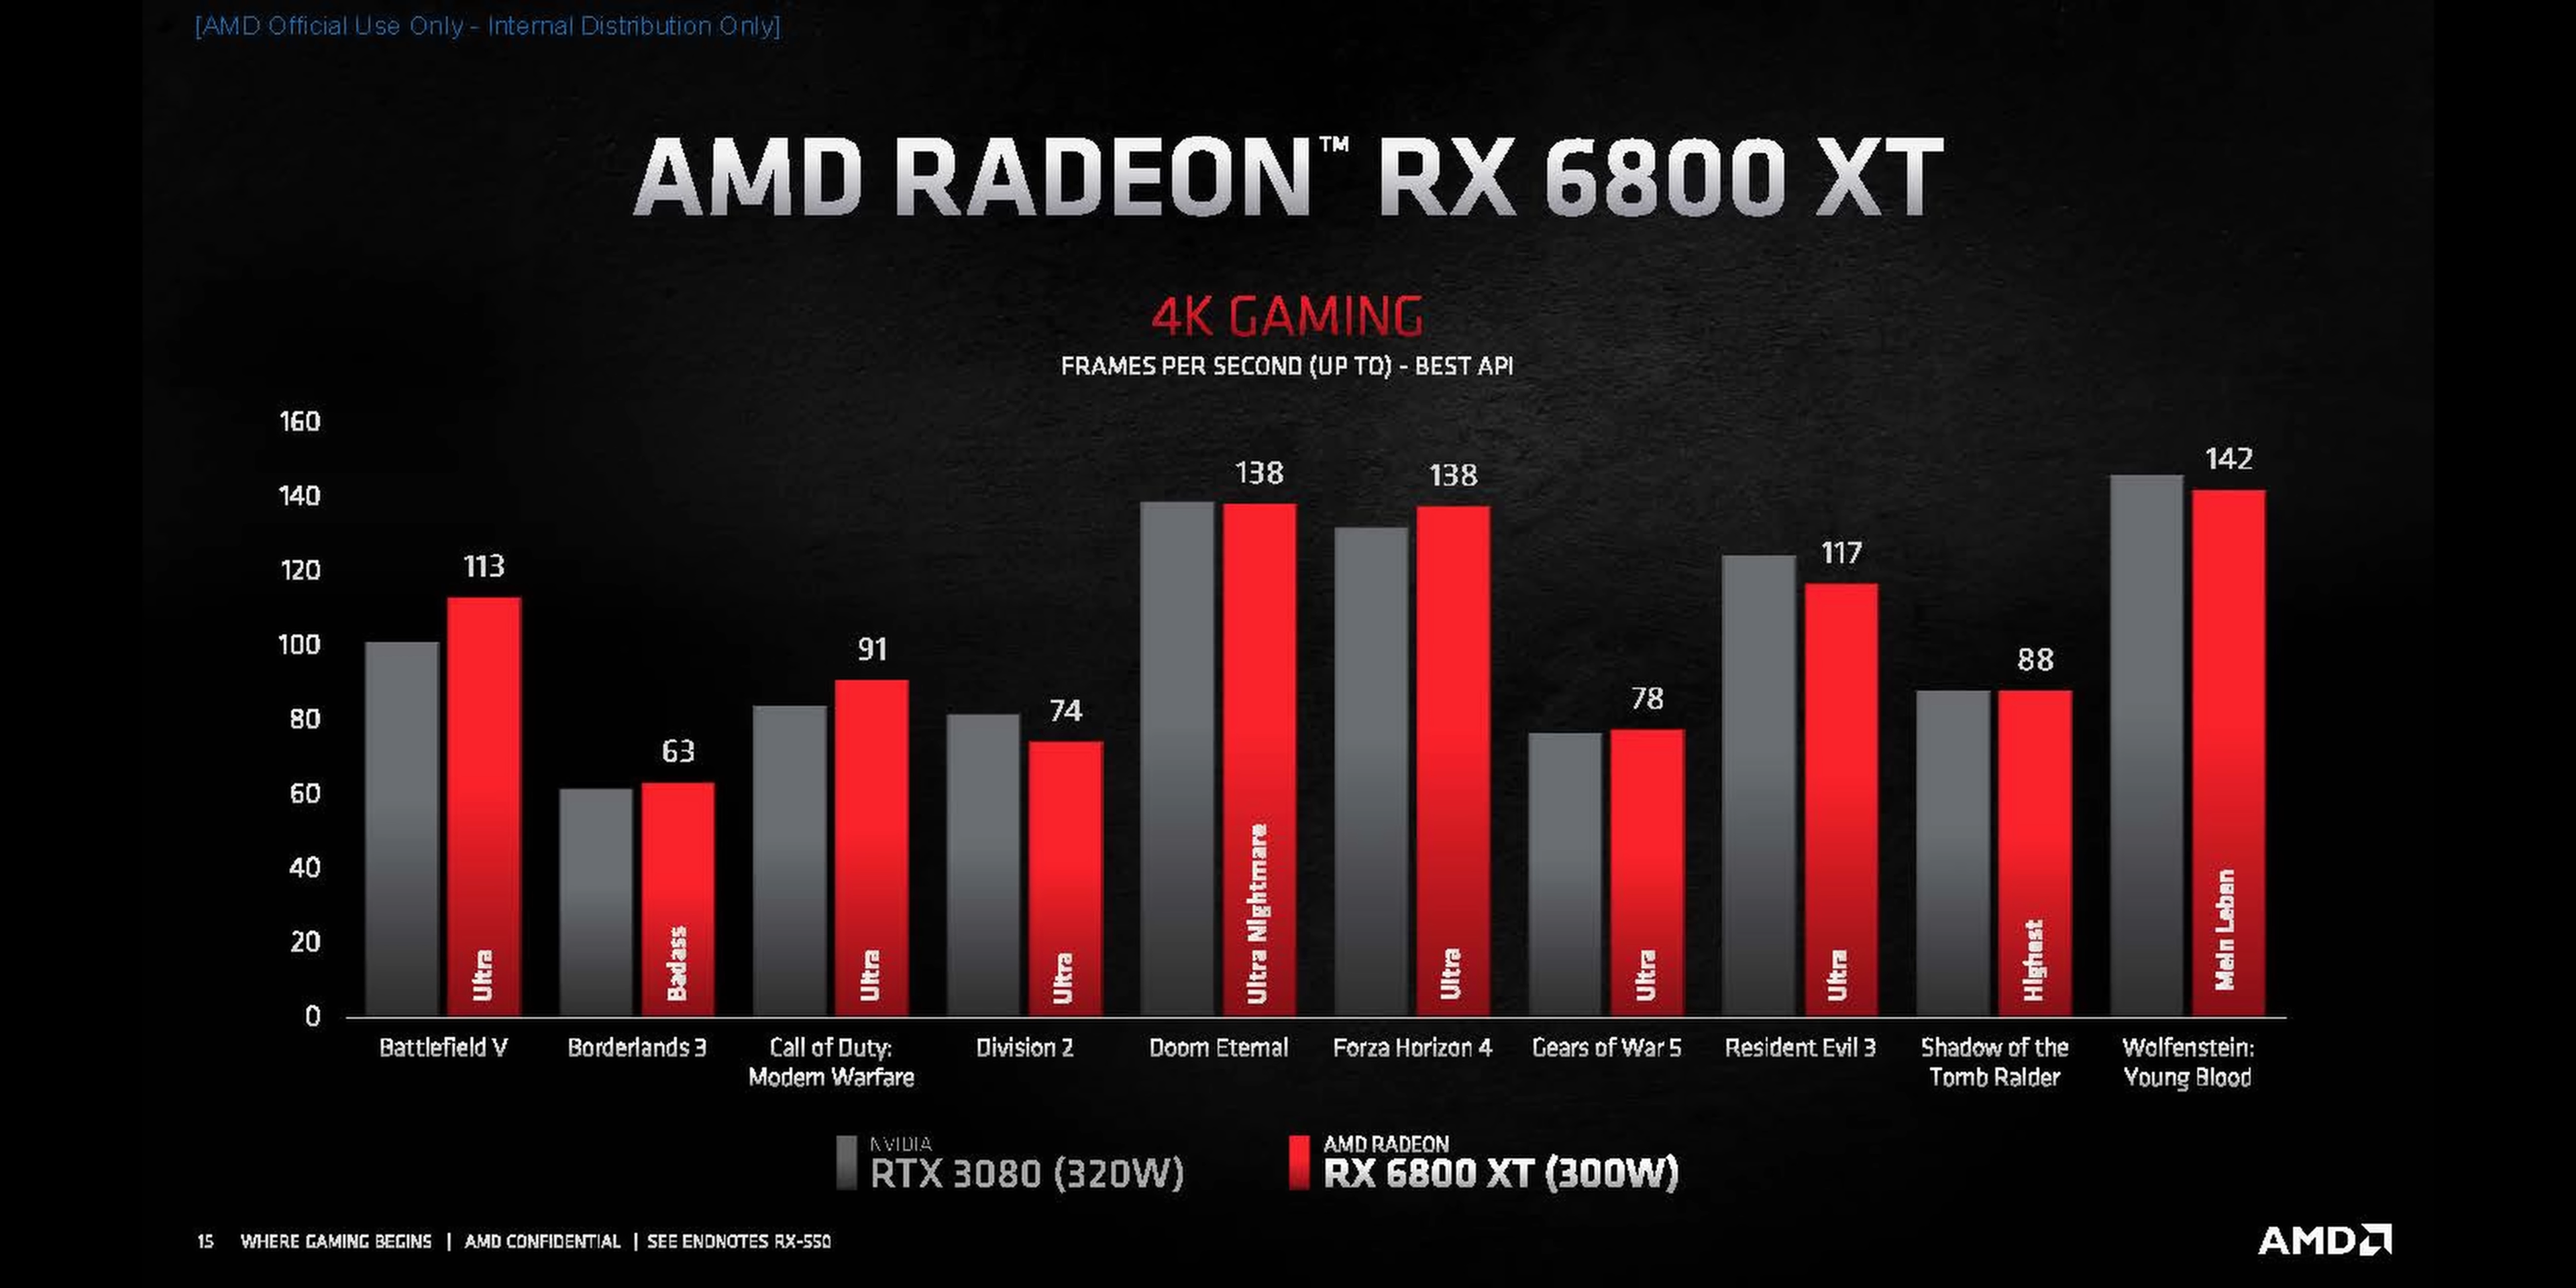 [AMD Official Use Only - Internal Distribution Only]
AMD RADEON™ RX 6800 XT
4K GAMING
FRAMES PER SECOND (UP TO) - BEST API
160
140
120
100
80
60
40
20
0
113
63
91
74
138
138
78
117
88
142
Ultra
Badass
Ultra
Ultra
Ultra Nightmare
Ultra
Ultra
Ultra
Highest
Mein Leben
Battlefield V
Borderlands 3
Call of Duty:
Modern Warfare
Division 2
Doom Eternal
Forza Horizon 4
Gears of War 5
Resident Evil 3
Shadow of the
Tomb Raider
Wolfenstein:
Young Blood
NVIDIA
RTX 3080 (320W)
AMD RADEON
RX 6800 XT (300W)
15 WHERE GAMING BEGINS | AMD CONFIDENTIAL | SEE ENDNOTES RX-550
AMD